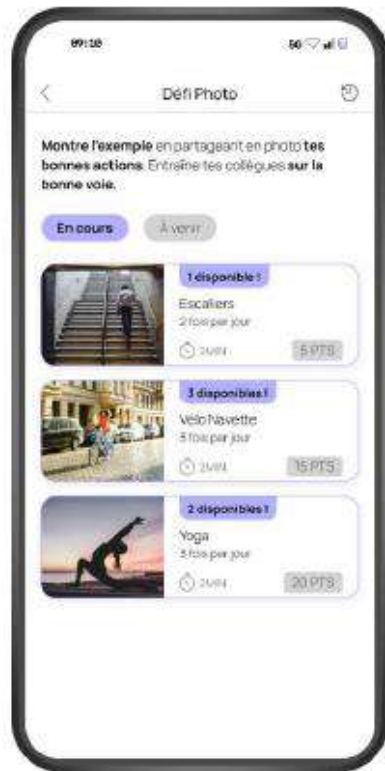 09:10
5G
Défi Photo
Montre l'exemple en partageant en photo tes
bonnes actions. Entraîne tes collègues sur la
bonne voie.
En cours
À venir
1 disponible !
Escaliers
2 fois par jour
2MIN
5 PTS
3 disponibles !
Vélo Navette
3 fois par jour
2MIN
15 PTS
2 disponibles !
Yoga
3 fois par jour
2MIN
20 PTS